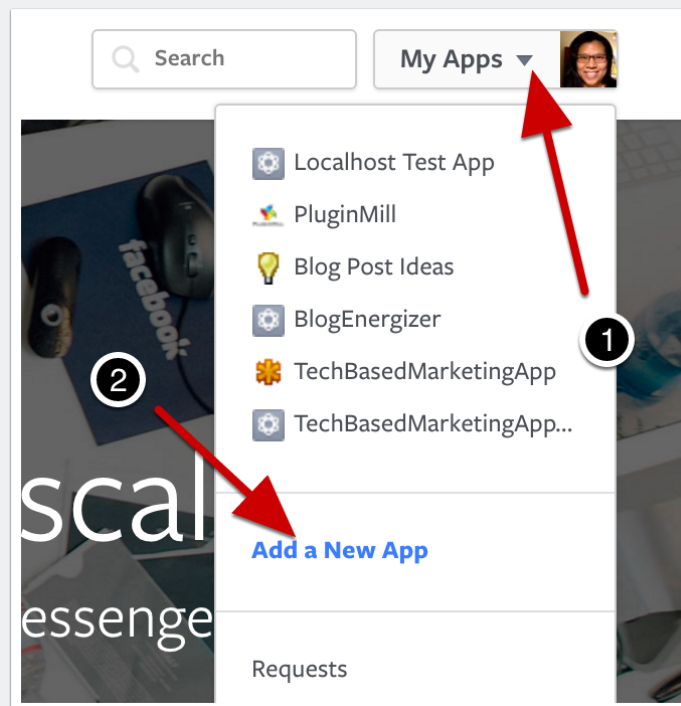 Search
My Apps
Localhost Test App
PluginMill
Blog Post Ideas
BlogEnergizer
1
TechBasedMarketingApp
2
TechBasedMarketingApp...
Add a New App
Requests
facebook
scal
essenge